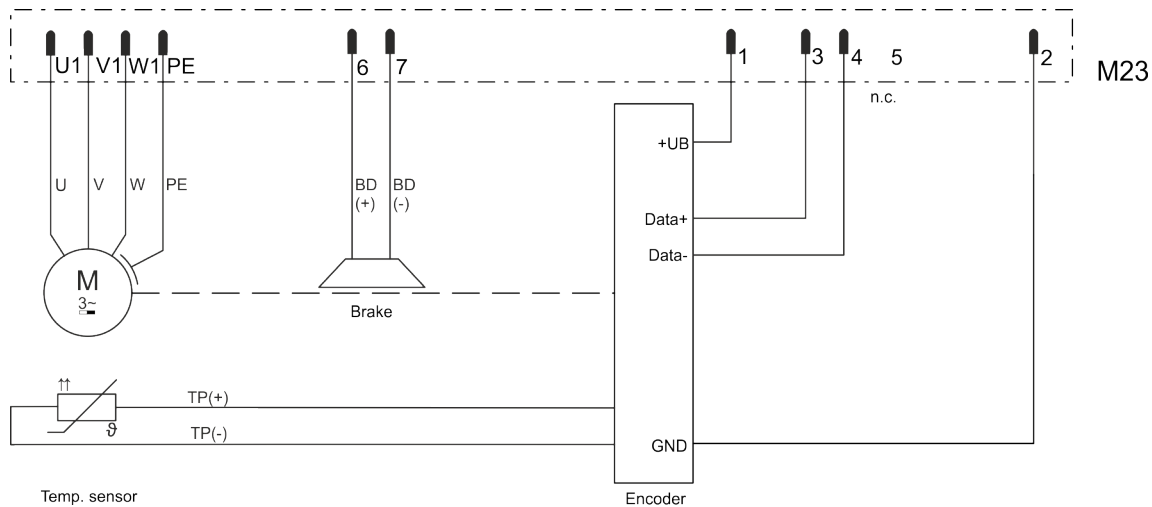 U1 V1 W1 PE 6 7 1 3 4 5 2
M23
n.c.
+UB
U V W PE BD BD
(+) (-)
Data+
Data-
M
3~
Brake
↑↑
TP(+)
ϑ
TP(-)
GND
Temp. sensor
Encoder